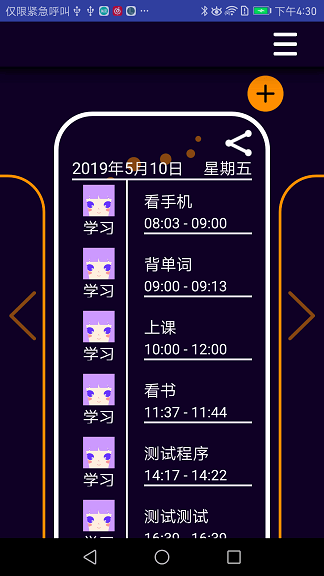 仅限紧急呼叫
下午4:30
2019年5月10日 星期五
看手机
08:03 - 09:00
学习
背单词
09:00 - 09:13
学习
上课
10:00 - 12:00
学习
看书
11:37 - 11:44
学习
测试程序
14:17 - 14:22
学习
测试测试